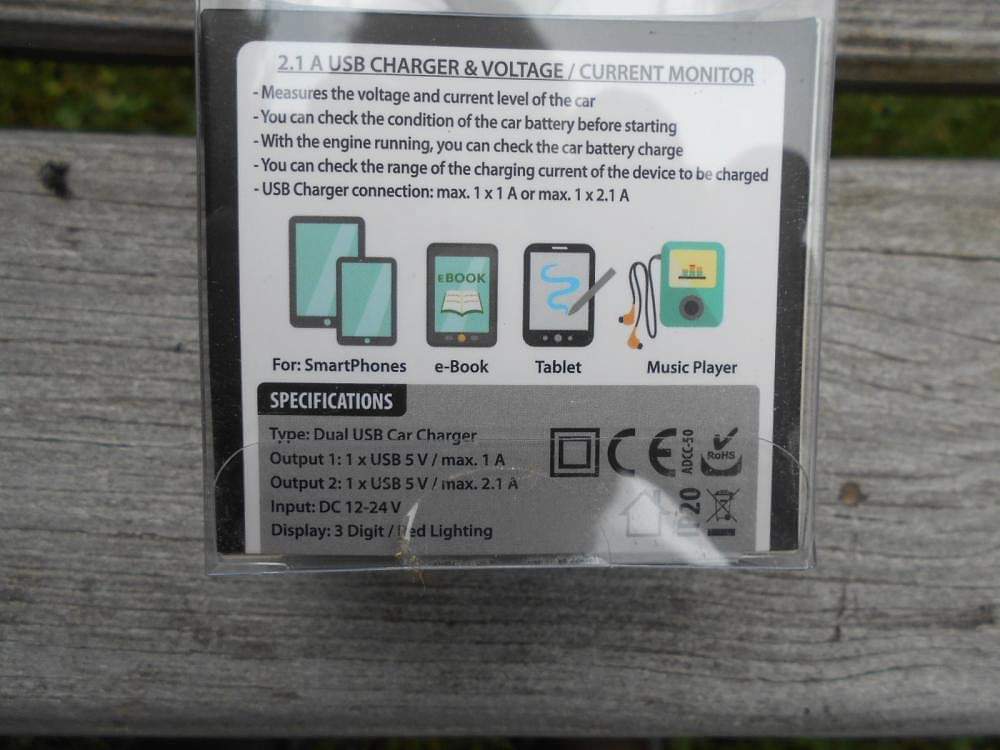 2.1 A USB CHARGER & VOLTAGE / CURRENT MONITOR
- Measures the voltage and current level of the car
- You can check the condition of the car battery before starting
- With the engine running, you can check the car battery charge
- You can check the range of the charging current of the device to be charged
- USB Charger connection: max. 1 x 1 A or max. 1 x 2.1 A
eBOOK
For: SmartPhones e-Book Tablet Music Player
SPECIFICATIONS
Type: Dual USB Car Charger
Output 1: 1 x USB 5 V / max. 1 A
Output 2: 1 x USB 5 V / max. 2.1 A
Input: DC 12-24 V
Display: 3 Digit / Red Lighting
CE
ADCC-50
RoHS
IP20